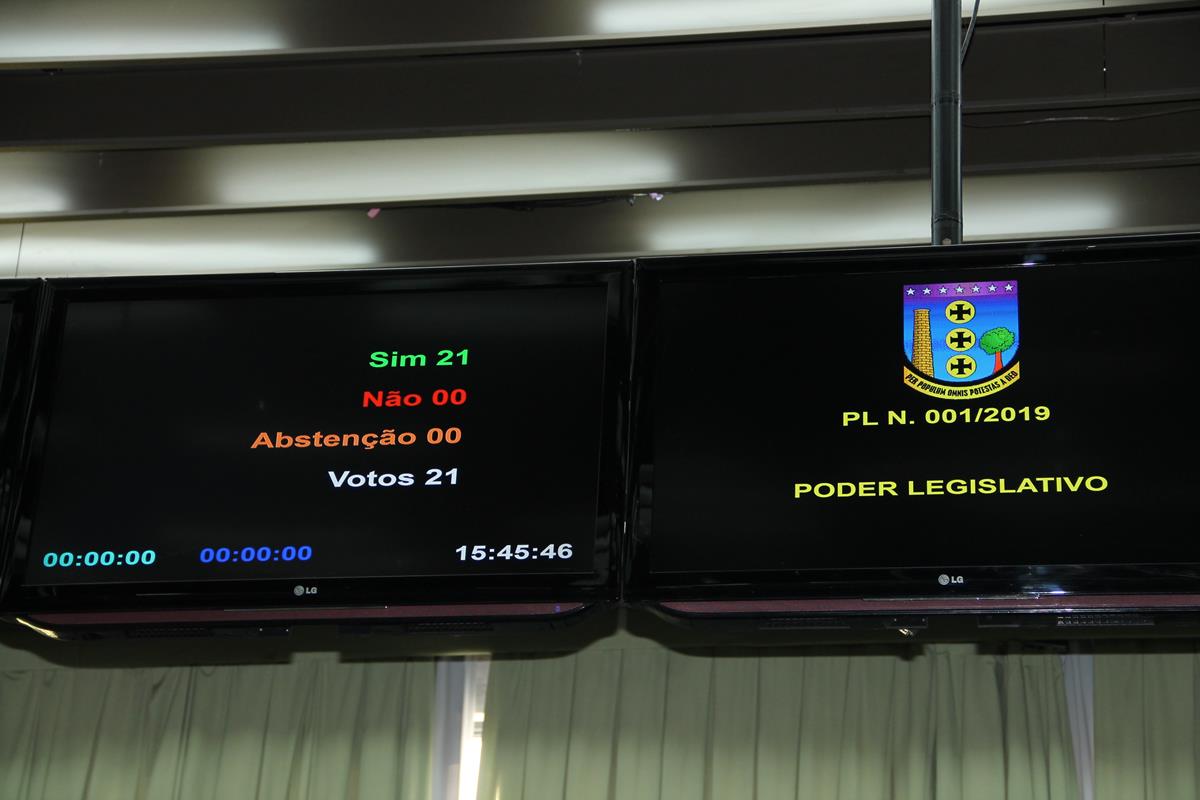 Sim 21
Não 00
Abstenção 00
Votos 21
00:00:00 00:00:00 15:45:46
LG
PER POPULUM OMNIS POTESTAS A DEO
PL N. 001/2019
PODER LEGISLATIVO
LG